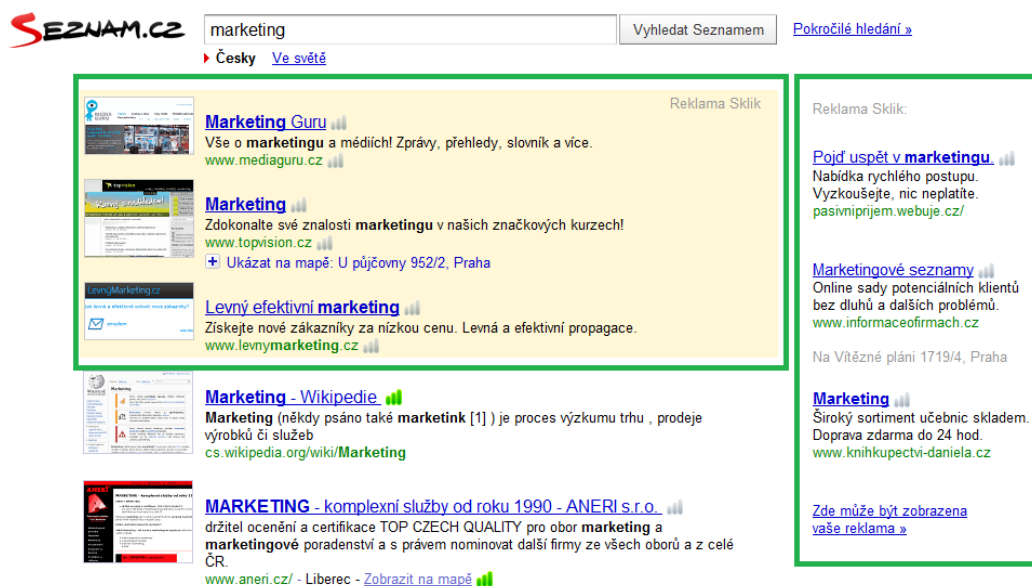 SEZNAM.CZ
marketing
Vyhledat Seznamem
Pokročilé hledání »
Česky Ve světě
Reklama Sklik
MEDIA GURU
Marketing Guru
Vše o marketingu a médiích! Zprávy, přehledy, slovník a více.
www.mediaguru.cz
topvision
Marketing
Zdokonalte své znalosti marketingu v našich značkových kurzech!
www.topvision.cz
Ukázat na mapě: U půjčovny 952/2, Praha
LevnýMarketing.cz
Levný efektivní marketing
Získejte nové zákazníky za nízkou cenu. Levná a efektivní propagace.
www.levnymarketing.cz
Marketing - Wikipedie
Marketing (někdy psáno také marketink [1] ) je proces výzkumu trhu , prodeje
výrobků či služeb
cs.wikipedia.org/wiki/Marketing
ANERI
MARKETING - komplexní služby od roku 1990 - ANERI s.r.o.
držitel ocenění a certifikace TOP CZECH QUALITY pro obor marketing a
marketingové poradenství a s právem nominovat další firmy ze všech oborů a z celé
ČR.
www.aneri.cz/ - Liberec - Zobrazit na mapě
Reklama Sklik:
Pojď uspět v marketingu.
Nabídka rychlého postupu.
Vyzkoušejte, nic neplatíte.
pasivniprijem.webuje.cz/
Marketingové seznamy
Online sady potenciálních klientů
bez dluhů a dalších problémů.
www.informaceofirmach.cz
Na Vítězné pláni 1719/4, Praha
Marketing
Široký sortiment učebnic skladem.
Doprava zdarma do 24 hod.
www.knihkupectvi-daniela.cz
Zde může být zobrazena
vaše reklama »